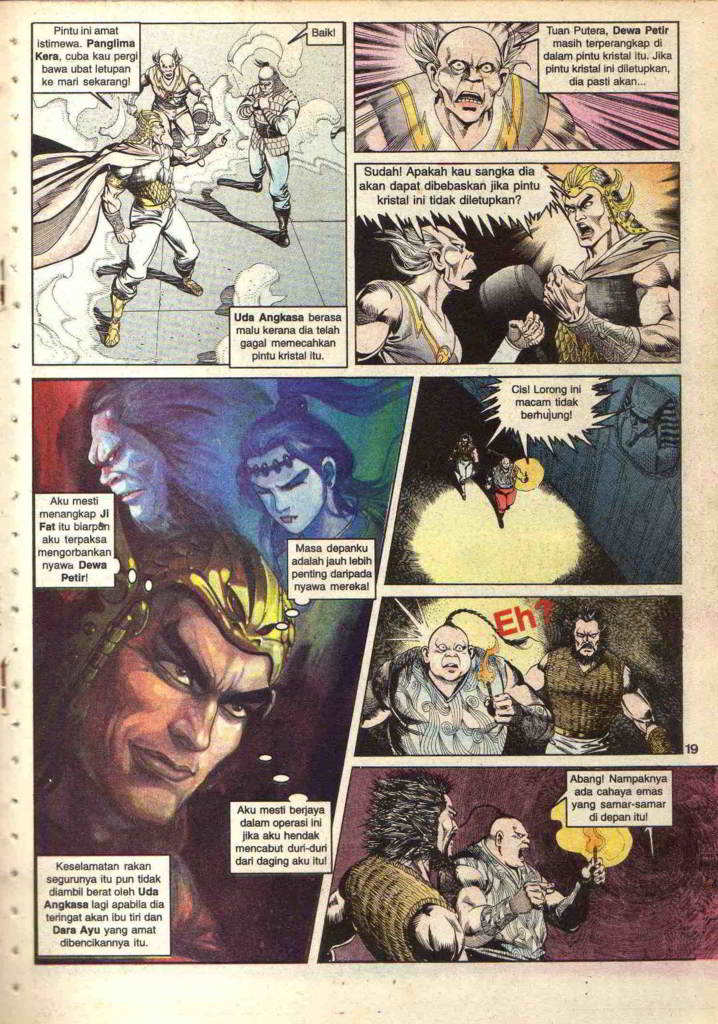 Pintu ini amat
istimewa. Panglima
Kera, cuba kau pergi
bawa ubat letupan
ke mari sekarang!
Baik!
Uda Angkasa berasa
malu kerana dia telah
gagal memecahkan
pintu kristal itu.
Tuan Putera, Dewa Petir
masih terperangkap di
dalam pintu kristal itu. Jika
pintu kristal ini diletupkan,
dia pasti akan...
Sudah! Apakah kau sangka dia
akan dapat dibebaskan jika pintu
kristal ini tidak diletupkan?
Aku mesti
menangkap Ji
Fat itu biarpun
aku terpaksa
mengorbankan
nyawa Dewa
Petir!
Masa depanku
adalah jauh lebih
penting daripada
nyawa mereka!
Aku mesti berjaya
dalam operasi ini
jika aku hendak
mencabut duri-duri
dari daging aku itu!
Keselamatan rakan
segurunya itu pun tidak
diambil berat oleh Uda
Angkasa lagi apabila dia
teringat akan ibu tiri dan
Dara Ayu yang amat
dibencikannya itu.
Cis! Lorong ini
macam tidak
berhujung!
Eh?
19
Abang! Nampaknya
ada cahaya emas
yang samar-samar
di depan itu!